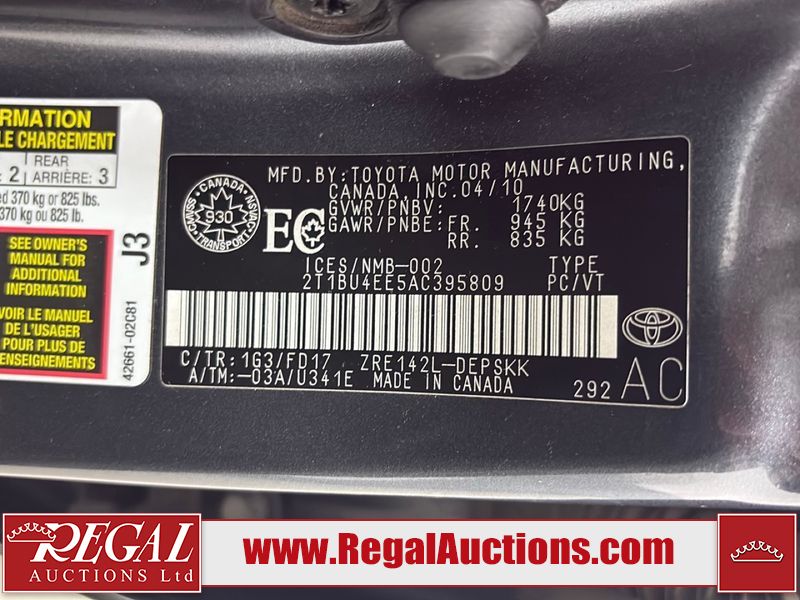 ORMATION
LE CHARGEMENT
2 REAR
ARRIÈRE: 3
ed 370 kg or 825 lbs.
370 kg ou 825 lb.
SEE OWNER'S
MANUAL FOR
ADDITIONAL
INFORMATION
VOIR LE MANUEL
DE L'USAGER
POUR PLUS DE
RENSEIGNEMENTS
J3
42661-02C81
CANADA
930
TRANSPORT
EC
MFD.BY:TOYOTA MOTOR MANUFACTURING,
CANADA, INC.04/10
GVWR/PNBV: 1740KG
GAWR/PNBE: FR. 945 KG
RR. 835 KG
ICES/NMB-002 TYPE
2T1BU4EE5AC395809 PC/VT
TOYOTA
C/TR:1G3/FD17 ZRE142L-DEPSKK
A/TM:-03A/U341E MADE IN CANADA
292 AC
REGAL
AUCTIONS Ltd
www.RegalAuctions.com